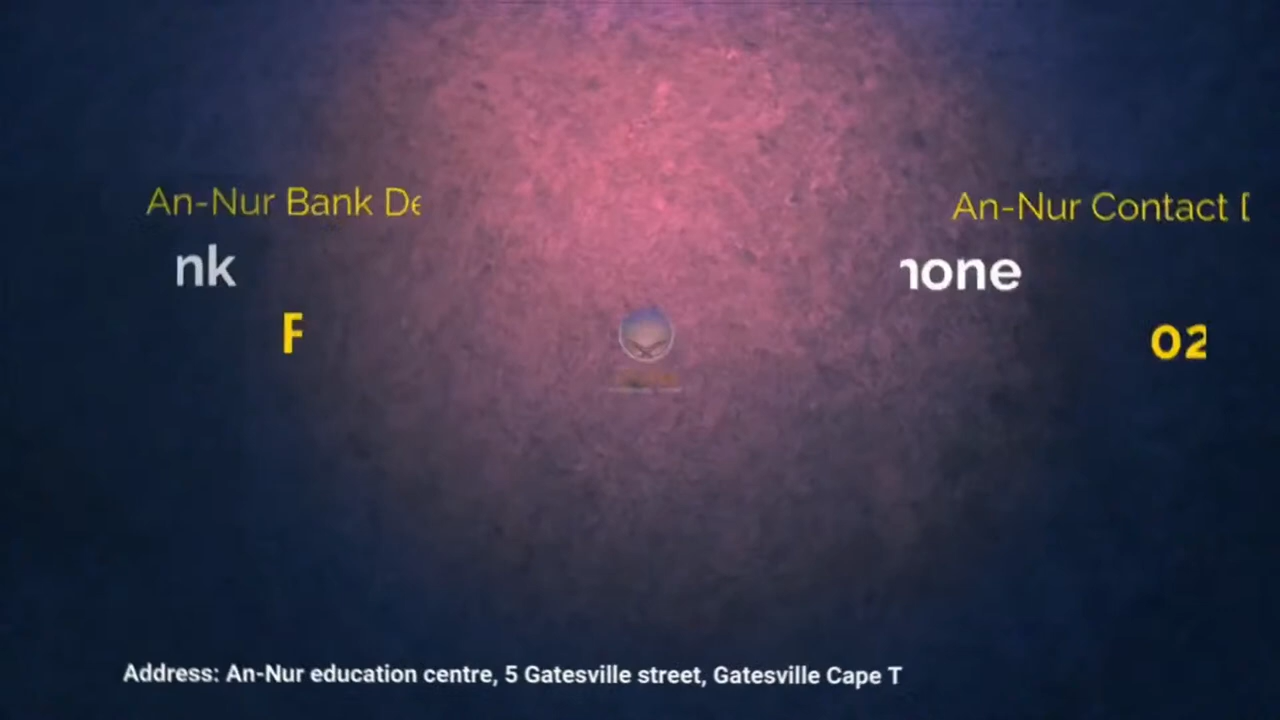 An-Nur Bank De
An-Nur Contact D
nk
hone
F
02
Address: An-Nur education centre, 5 Gatesville street, Gatesville Cape T